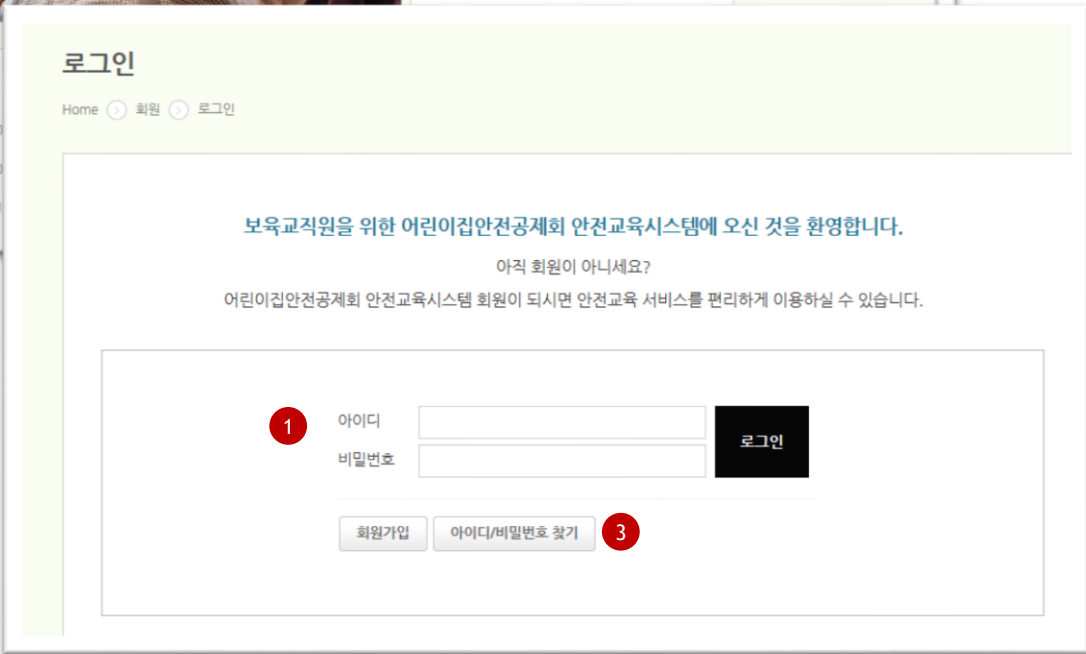 로그인
Home 회원 로그인
보육교직원을 위한 어린이집안전공제회 안전교육시스템에 오신 것을 환영합니다.
아직 회원이 아니세요?
어린이집안전공제회 안전교육시스템 회원이 되시면 안전교육 서비스를 편리하게 이용하실 수 있습니다.
1 아이디
로그인
비밀번호
회원가입 아이디/비밀번호 찾기 3